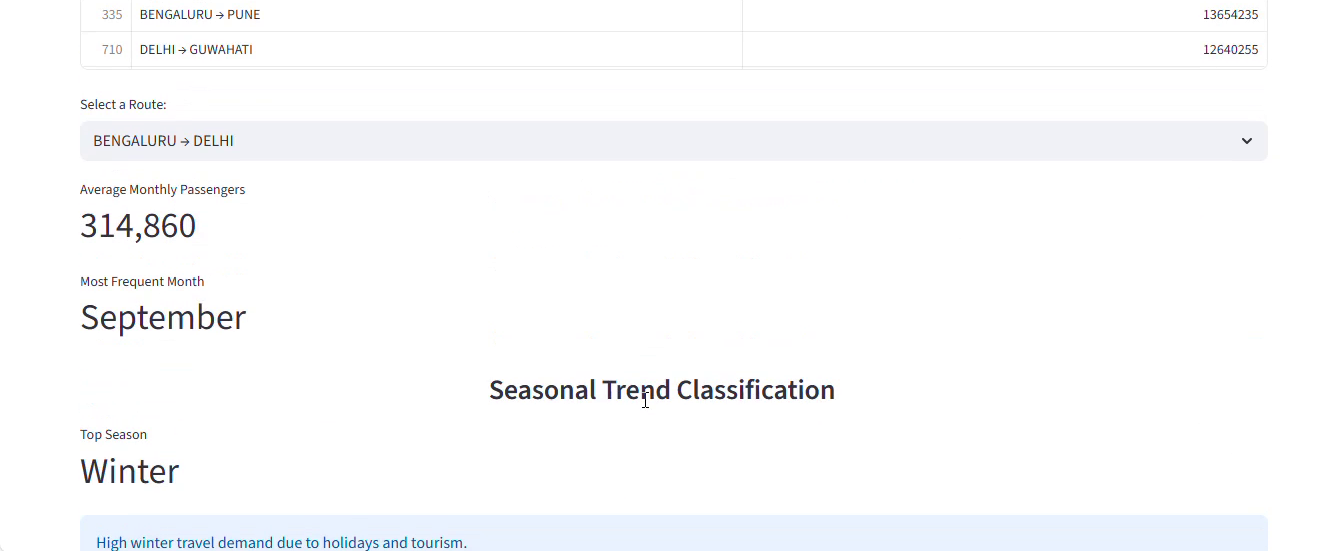 335 BENGALURU → PUNE 13654235
710 DELHI → GUWAHATI 12640255
Select a Route:
BENGALURU → DELHI
Average Monthly Passengers
314,860
Most Frequent Month
September
Seasonal Trend Classification
Top Season
Winter
High winter travel demand due to holidays and tourism.